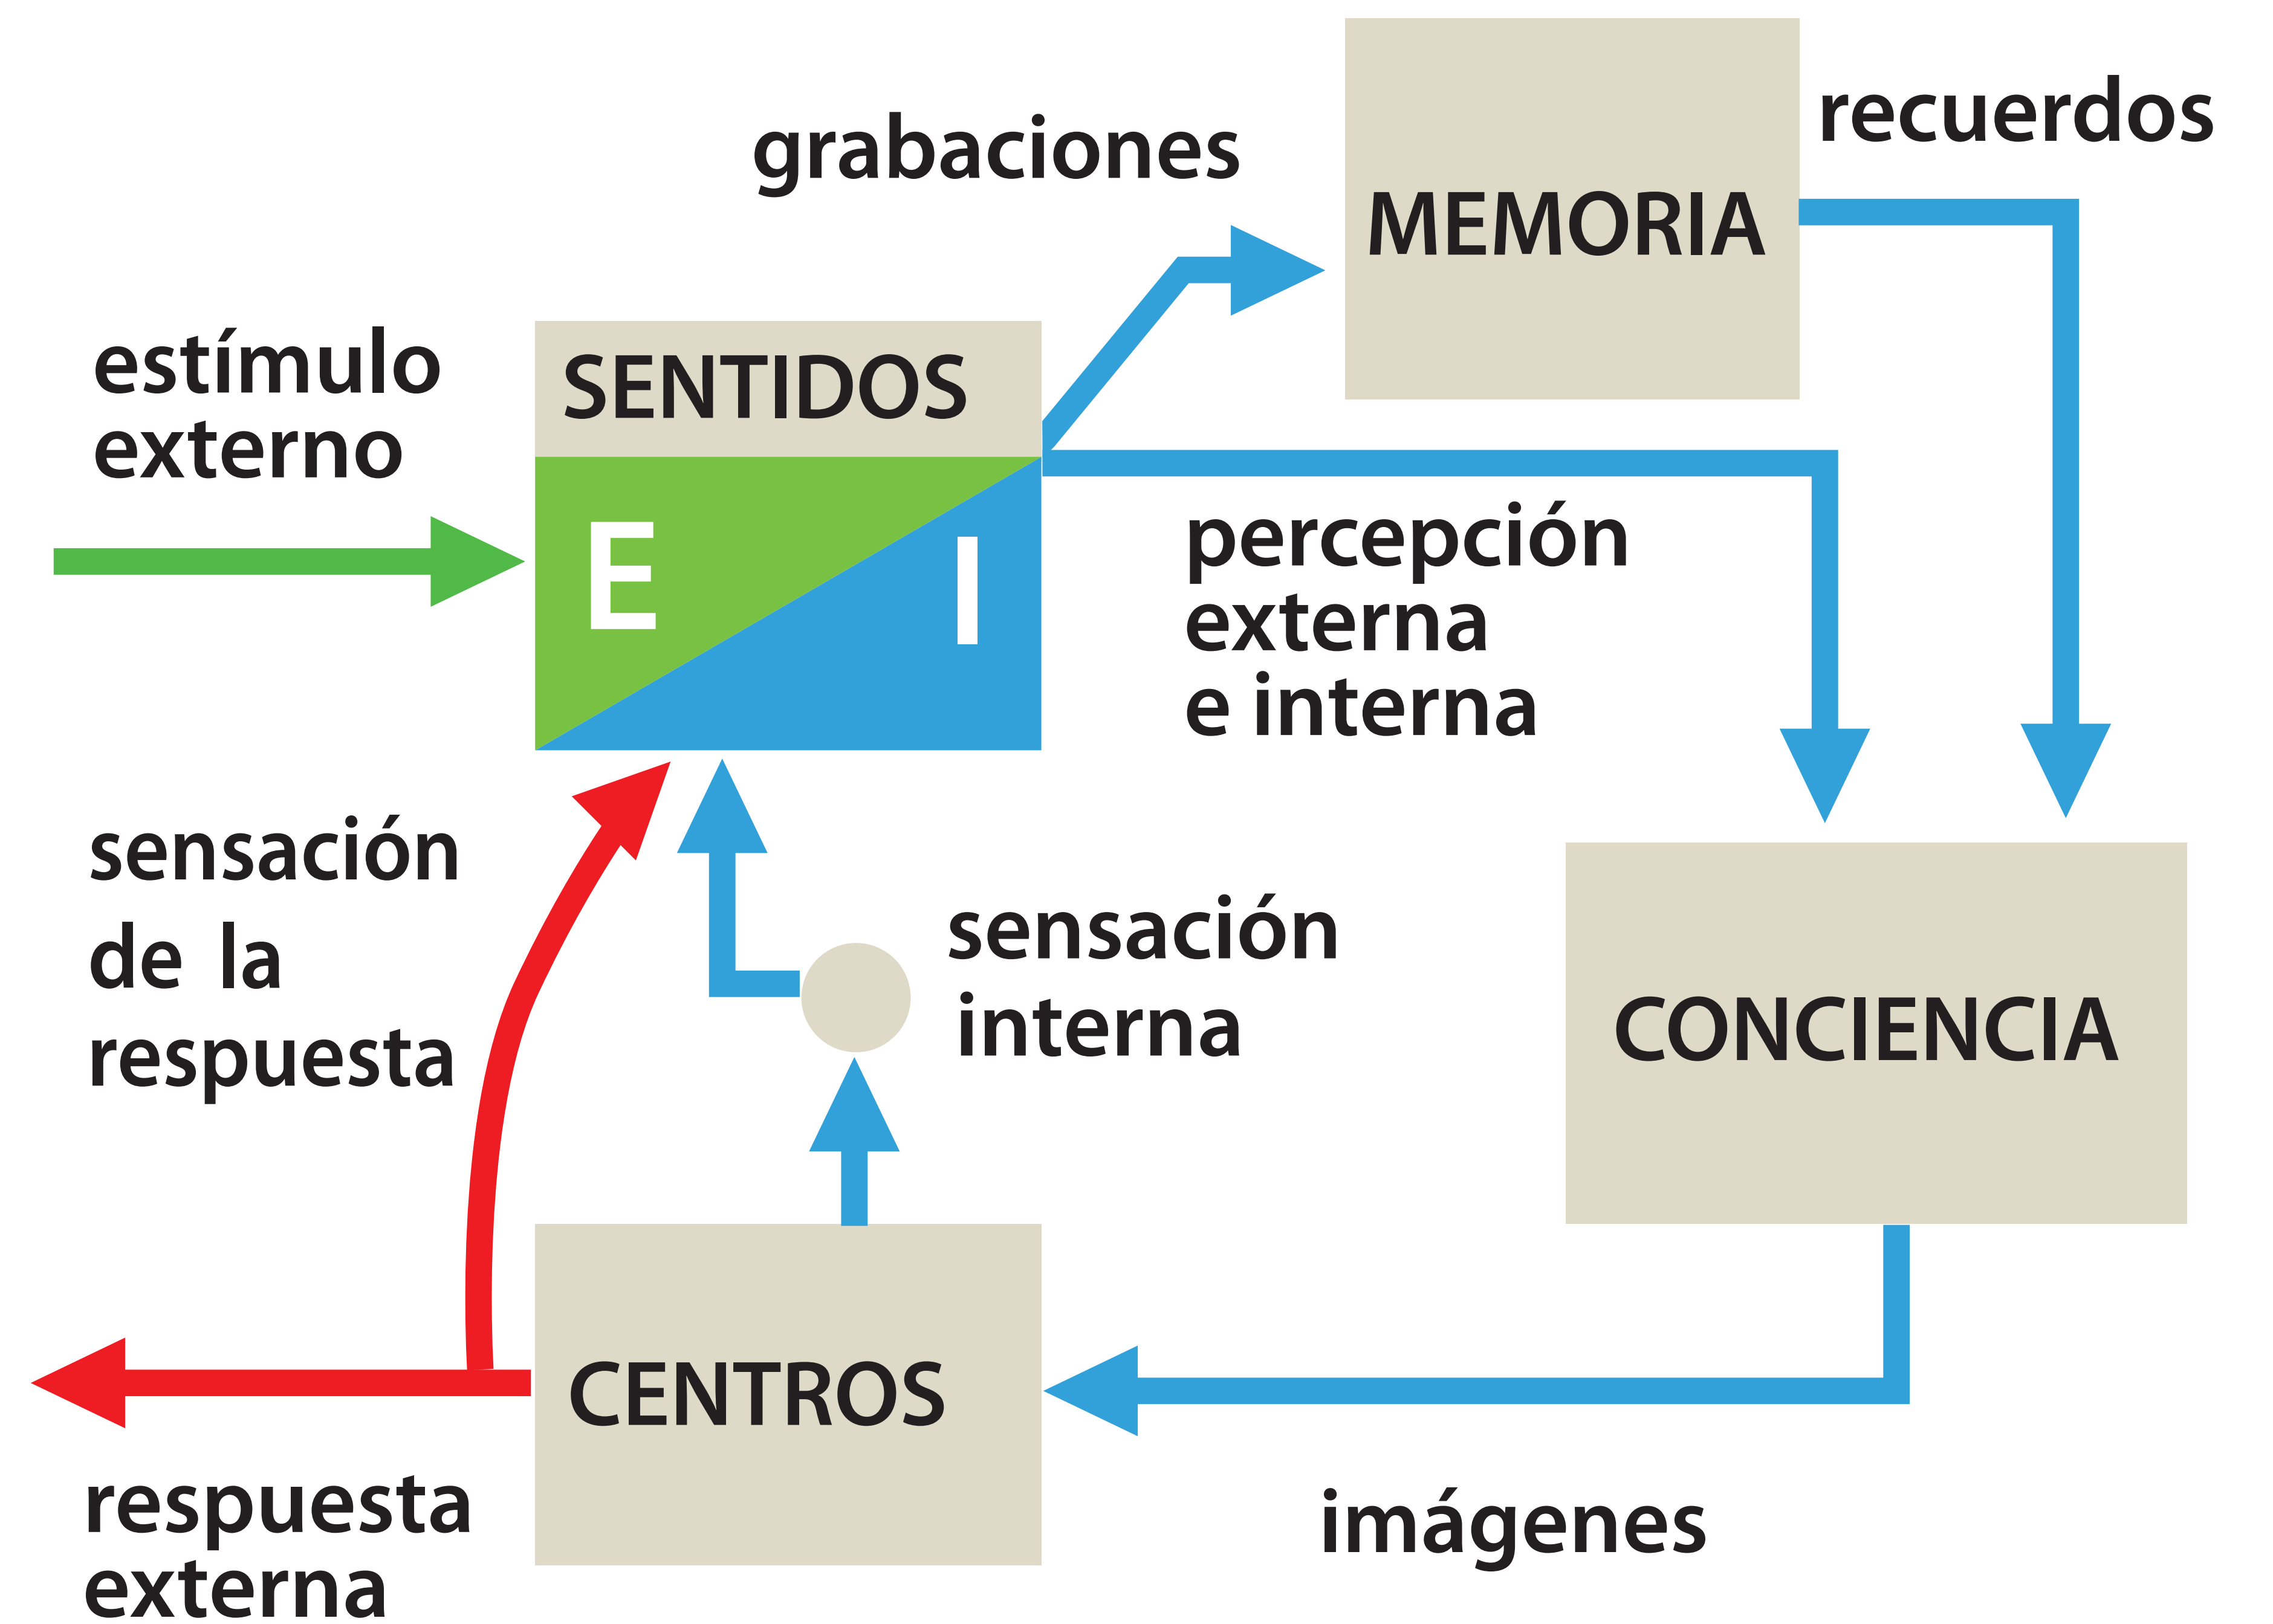 grabaciones
MEMORIA
recuerdos
estímulo
externo
SENTIDOS
E
I
percepción
externa
e interna
sensación
de la
respuesta
sensación
interna
CONCIENCIA
CENTROS
respuesta
externa
imágenes